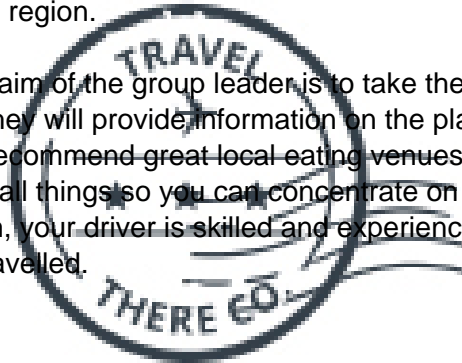 region.
TRAVEL
aim of the group leader is to take the
ey will provide information on the pla
ecommend great local eating venues
all things so you can concentrate on
, your driver is skilled and experienc
avelled.
THERE CO.